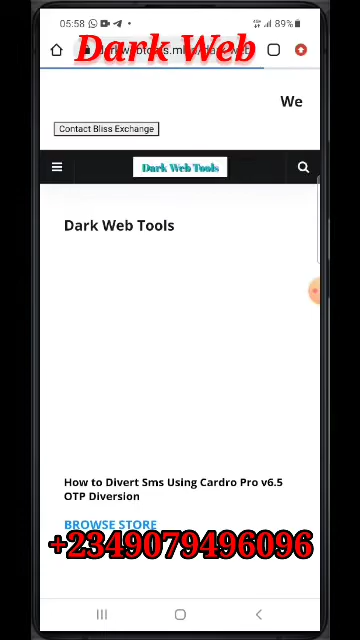 05:58
89%
Dark Web
We
Contact Bliss Exchange
Dark Web Tools
Dark Web Tools
How to Divert Sms Using Cardro Pro v6.5
OTP Diversion
BROWSE STORE
+2349079496096